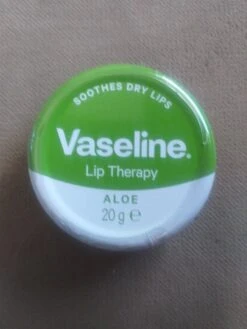 SOOTHES DRY LIPS
Vaseline.
Lip Therapy
ALOE
20 g ℮